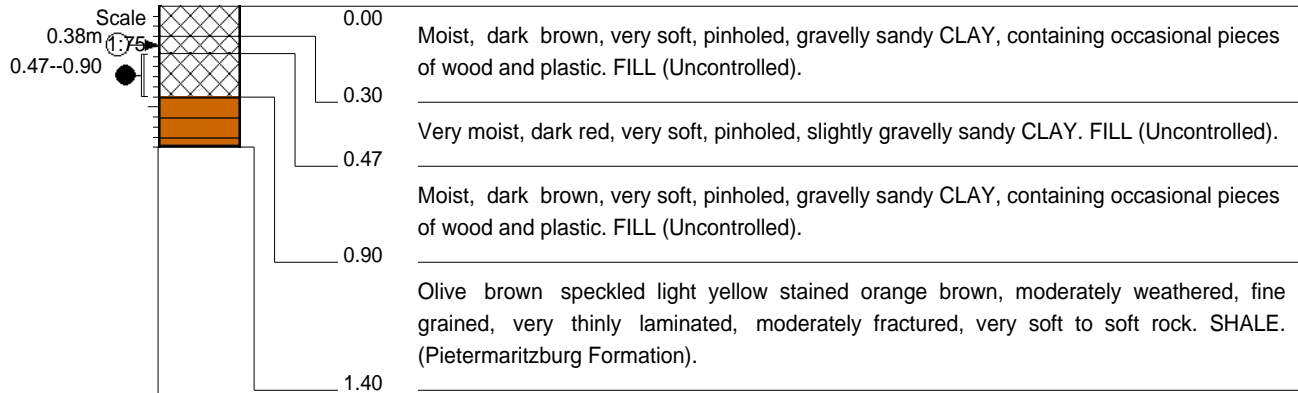 Scale
1:75
0.38m
0.47--0.90
0.00
Moist, dark brown, very soft, pinholed, gravelly sandy CLAY, containing occasional pieces
of wood and plastic. FILL (Uncontrolled).
0.30
Very moist, dark red, very soft, pinholed, slightly gravelly sandy CLAY. FILL (Uncontrolled).
0.47
Moist, dark brown, very soft, pinholed, gravelly sandy CLAY, containing occasional pieces
of wood and plastic. FILL (Uncontrolled).
0.90
Olive brown speckled light yellow stained orange brown, moderately weathered, fine
grained, very thinly laminated, moderately fractured, very soft to soft rock. SHALE.
(Pietermaritzburg Formation).
1.40